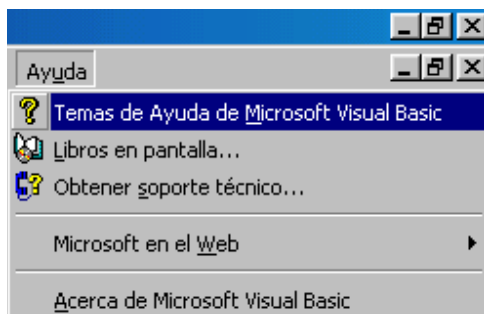 Ayuda
Temas de Ayuda de Microsoft Visual Basic
Libros en pantalla...
Obtener soporte técnico...
Microsoft en el Web
Acerca de Microsoft Visual Basic